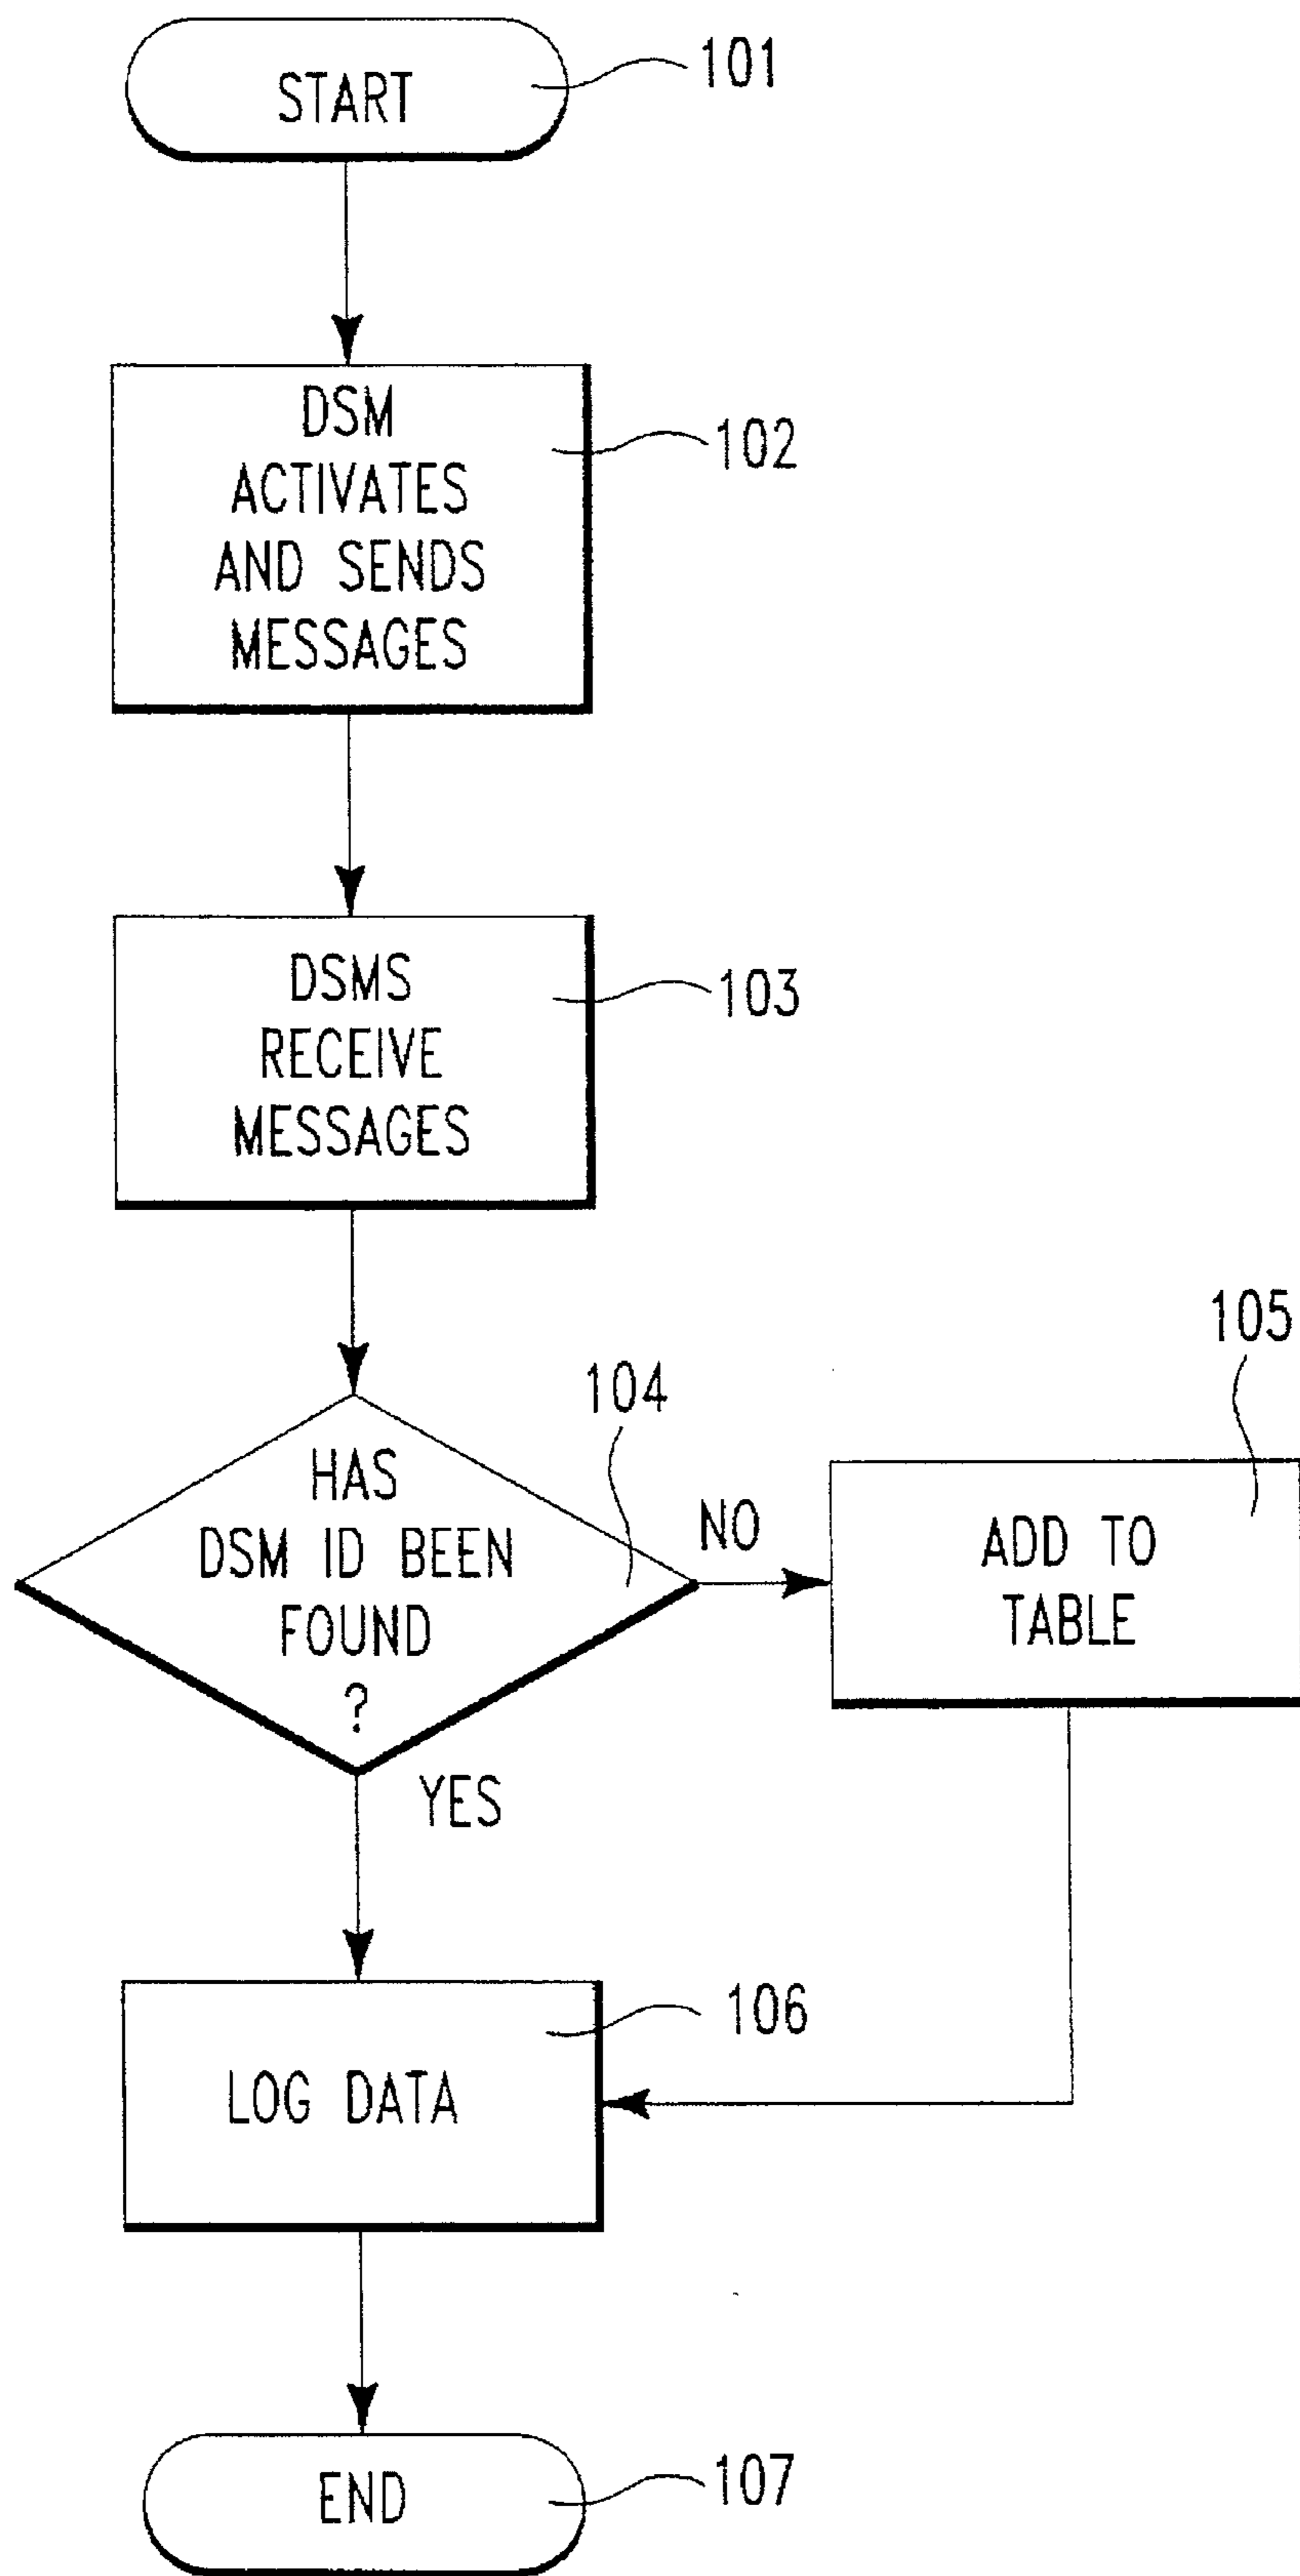 START
101
DSM
ACTIVATES
AND SENDS
MESSAGES
102
DSMS
RECEIVE
MESSAGES
103
HAS
DSM ID BEEN
FOUND
?
104
NO
ADD TO
TABLE
105
YES
LOG DATA
106
END
107